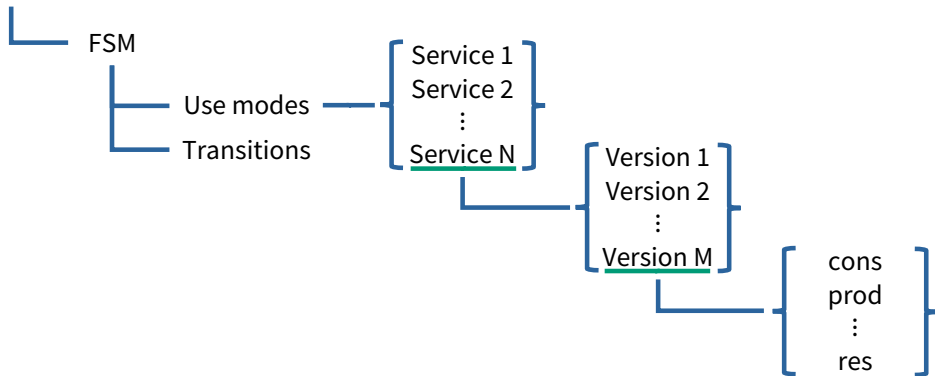 FSM
Use modes
Transitions
Service 1
Service 2
⋮
Service N
Version 1
Version 2
⋮
Version M
cons
prod
⋮
res